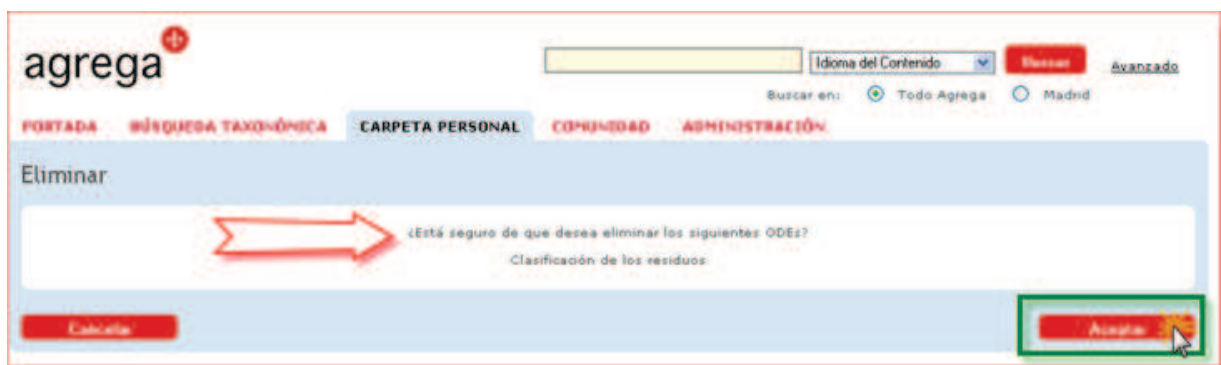 agrega
Idioma del Contenido Buscar Avanzado
Buscar en: Todo Agrega Madrid
PORTADA BÚSQUEDA TAXONÓMICA CARPETA PERSONAL COMUNIDAD ADMINISTRACIÓN
Eliminar
¿Está seguro de que desea eliminar los siguientes ODEs?
Clasificación de los residuos
Cancelar Aceptar